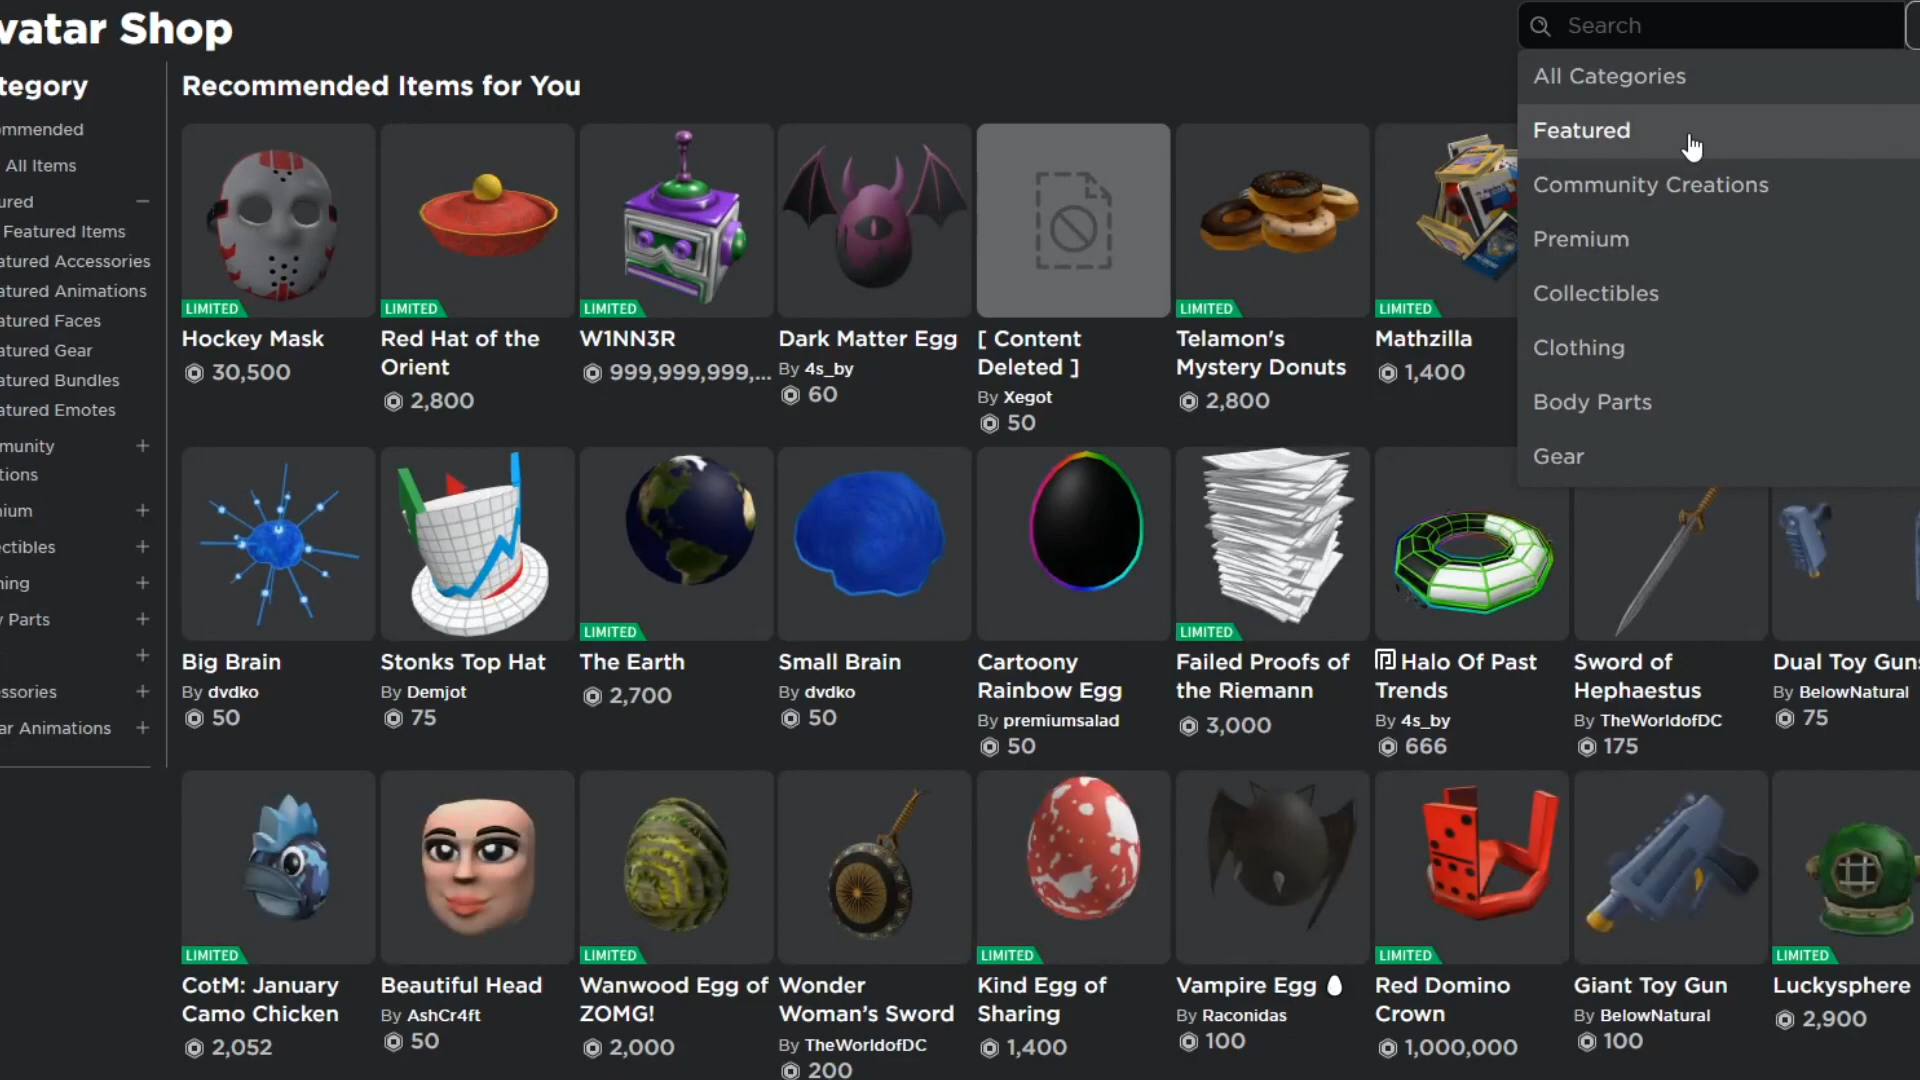 vatar Shop
Search
tegory
Recommended Items for You
All Categories
Featured
Community Creations
Premium
Collectibles
Clothing
Body Parts
Gear
mmended
All Items
ured
Featured Items
atured Accessories
atured Animations
atured Faces
atured Gear
atured Bundles
atured Emotes
munity
tions
nium
ectibles
hing
y Parts
essories
ar Animations
LIMITED
Hockey Mask
30,500
LIMITED
Red Hat of the
Orient
2,800
LIMITED
W1NN3R
999,999,999,...
Dark Matter Egg
By 4s_by
60
[ Content
Deleted ]
By Xegot
50
LIMITED
Telamon's
Mystery Donuts
2,800
LIMITED
Mathzilla
1,400
Big Brain
By dvdko
50
Stonks Top Hat
By Demjot
75
LIMITED
The Earth
2,700
Small Brain
By dvdko
50
Cartoony
Rainbow Egg
By premiumsalad
50
LIMITED
Failed Proofs of
the Riemann
3,000
Halo Of Past
Trends
By 4s_by
666
Sword of
Hephaestus
By TheWorldofDC
175
Dual Toy Guns
By BelowNatural
75
LIMITED
CotM: January
Camo Chicken
2,052
Beautiful Head
By AshCr4ft
50
LIMITED
Wanwood Egg of
ZOMG!
2,000
Wonder
Woman’s Sword
By TheWorldofDC
200
LIMITED
Kind Egg of
Sharing
1,400
Vampire Egg
By Raconidas
100
LIMITED
Red Domino
Crown
1,000,000
Giant Toy Gun
By BelowNatural
100
LIMITED
Luckysphere
2,900